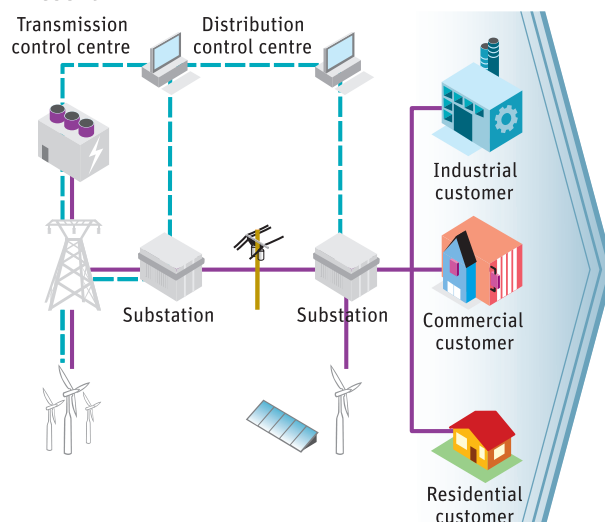 Transmission
control centre
Distribution
control centre
Industrial
customer
Substation
Substation
Commercial
customer
Residential
customer